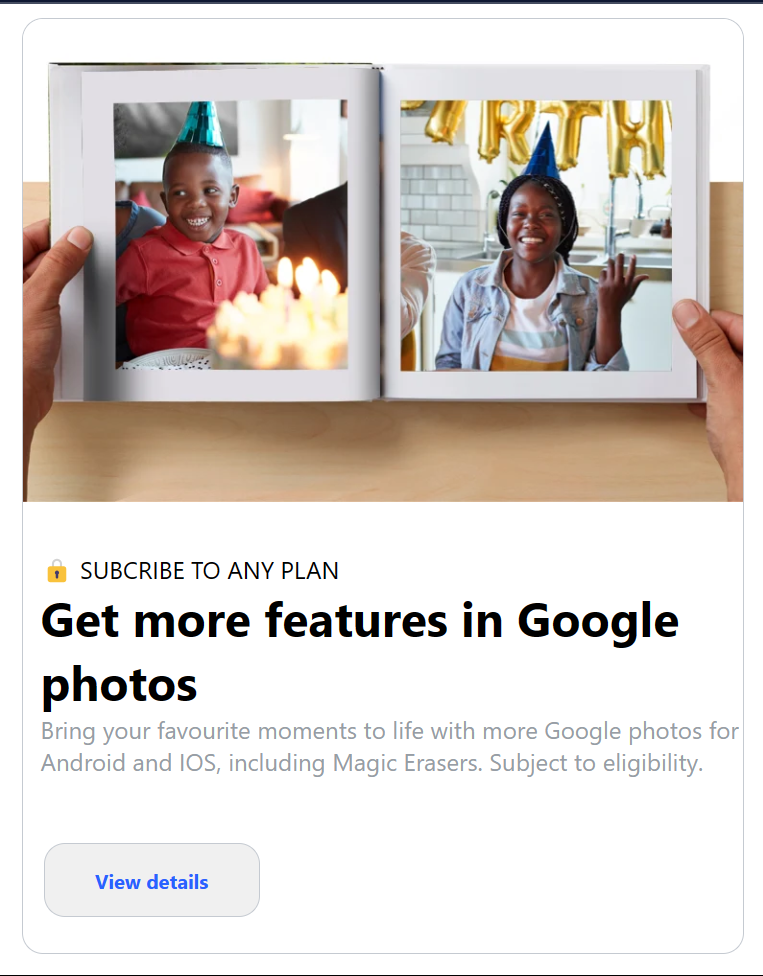 RTH
🔒 SUBCRIBE TO ANY PLAN
Get more features in Google
photos
Bring your favourite moments to life with more Google photos for
Android and IOS, including Magic Erasers. Subject to eligibility.
View details